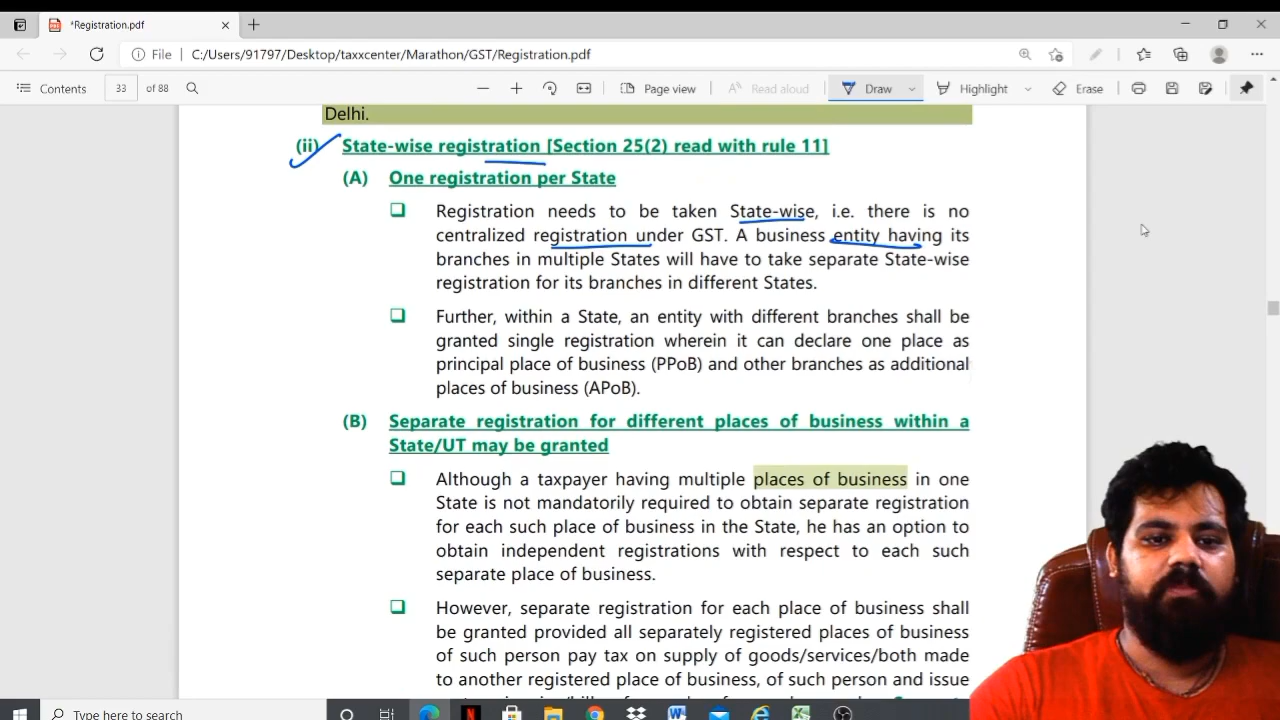 *Registration.pdf
File
C:/Users/91797/Desktop/taxxcenter/Marathon/GST/Registration.pdf
Contents
33
of 88
Page view
Read aloud
Draw
Highlight
Erase
Delhi.
(ii) State-wise registration [Section 25(2) read with rule 11]
(A) One registration per State
Registration needs to be taken State-wise, i.e. there is no
centralized registration under GST. A business entity having its
branches in multiple States will have to take separate State-wise
registration for its branches in different States.
Further, within a State, an entity with different branches shall be
granted single registration wherein it can declare one place as
principal place of business (PPoB) and other branches as additional
places of business (APoB).
(B) Separate registration for different places of business within a
State/UT may be granted
Although a taxpayer having multiple places of business in one
State is not mandatorily required to obtain separate registration
for each such place of business in the State, he has an option to
obtain independent registrations with respect to each such
separate place of business.
However, separate registration for each place of business shall
be granted provided all separately registered places of business
of such person pay tax on supply of goods/services/both made
to another registered place of business, of such person and issue
Type here to search